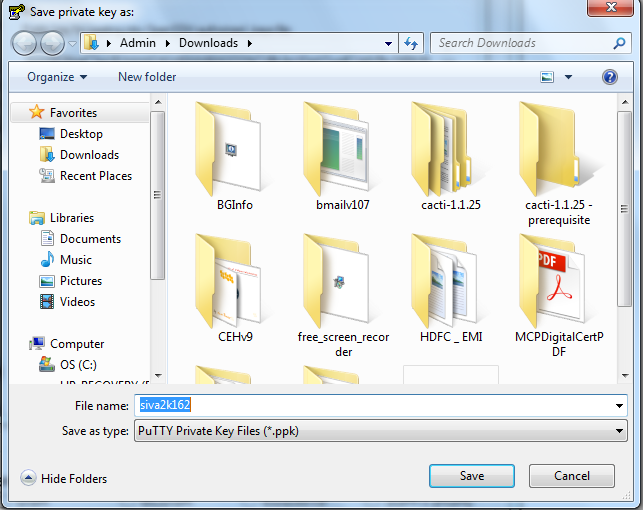 Save private key as:
Admin Downloads
Search Downloads
Organize New folder
Favorites
Desktop
Downloads
Recent Places
Libraries
Documents
Music
Pictures
Videos
Computer
OS (C:)
BGInfo
bmailv107
cacti-1.1.25
cacti-1.1.25 -
prerequisite
CEHv9
free_screen_reco
rder
HDFC _ EMI
MCPDigitalCertP
DF
PDF
File name: siva2k162
Save as type: PuTTY Private Key Files (*.ppk)
Hide Folders
Save
Cancel